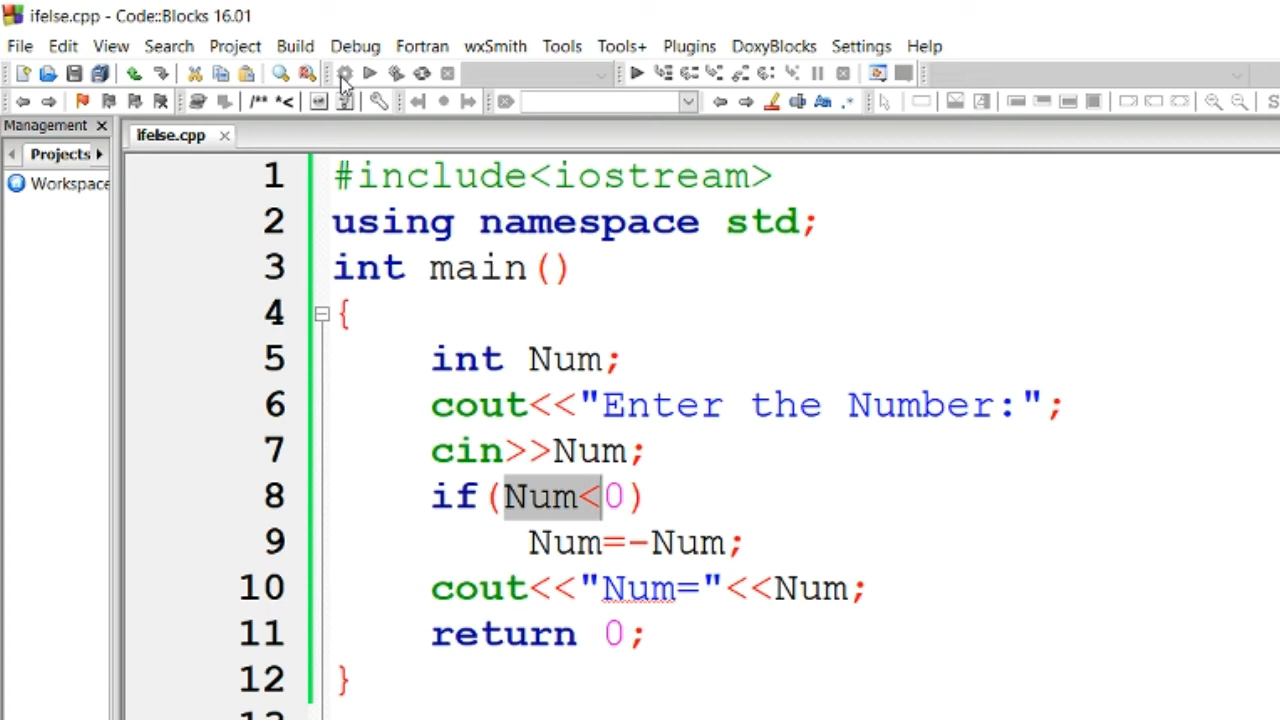 ifelse.cpp - Code::Blocks 16.01
File Edit View Search Project Build Debug Fortran wxSmith Tools Tools+ Plugins DoxyBlocks Settings Help
/** *<
Management
ifelse.cpp
Projects
Workspace
1 #include<iostream>
2 using namespace std;
3 int main()
4 {
5 int Num;
6 cout<<"Enter the Number:";
7 cin>>Num;
8 if(Num<0)
9 Num=-Num;
10 cout<<"Num="<<Num;
11 return 0;
12 }